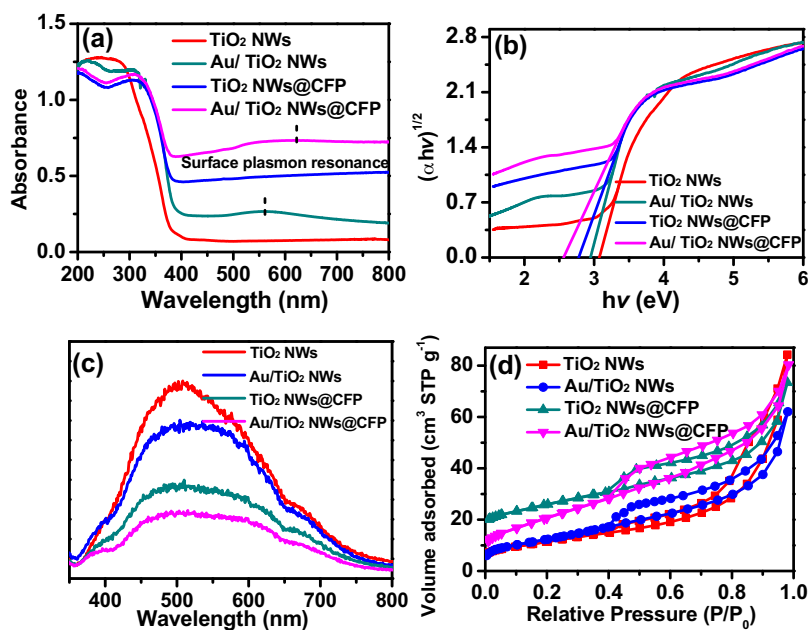 (a)
TiO2 NWs
Au/ TiO2 NWs
TiO2 NWs@CFP
Au/ TiO2 NWs@CFP
Surface plasmon resonance
Absorbance
1.5
1.0
0.5
0.0
200 300 400 500 600 700 800
Wavelength (nm)
(b)
TiO2 NWs
Au/ TiO2 NWs
TiO2 NWs@CFP
Au/ TiO2 NWs@CFP
(αhν)1/2
2.8
2.1
1.4
0.7
0.0
2 3 4 5 6
hν (eV)
(c)
TiO2 NWs
Au/TiO2 NWs
TiO2 NWs@CFP
Au/TiO2 NWs@CFP
400 500 600 700 800
Wavelength (nm)
(d)
TiO2 NWs
Au/TiO2 NWs
TiO2 NWs@CFP
Au/TiO2 NWs@CFP
Volume adsorbed (cm3 STP g-1)
80
60
40
20
0
0.0 0.2 0.4 0.6 0.8 1.0
Relative Pressure (P/P0)